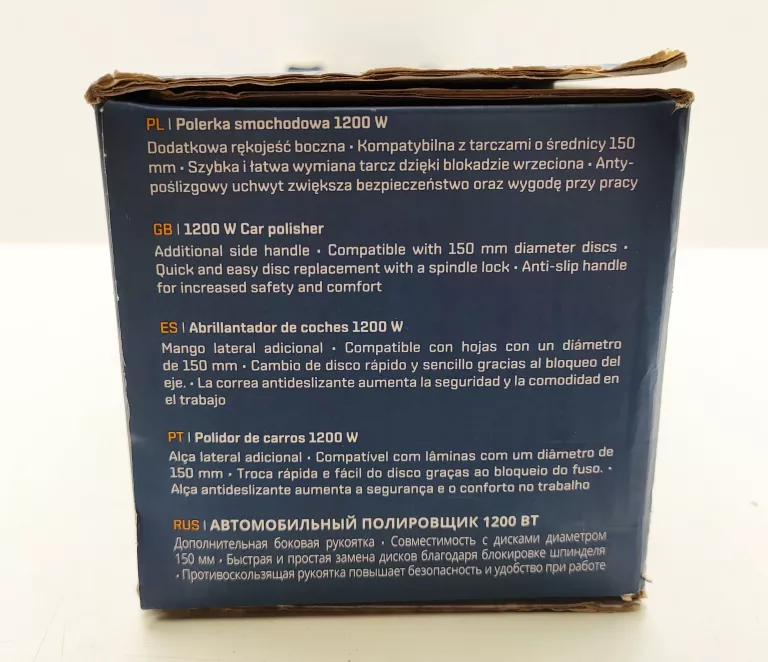 PL | Polerka smochodowa 1200 W
Dodatkowa rękojeść boczna • Kompatybilna z tarczami o średnicy 150
mm • Szybka i łatwa wymiana tarcz dzięki blokadzie wrzeciona • Anty-
poślizgowy uchwyt zwiększa bezpieczeństwo oraz wygodę przy pracy
GB | 1200 W Car polisher
Additional side handle • Compatible with 150 mm diameter discs •
Quick and easy disc replacement with a spindle lock • Anti-slip handle
for increased safety and comfort
ES | Abrillantador de coches 1200 W
Mango lateral adicional • Compatible con hojas con un diámetro
de 150 mm • Cambio de disco rápido y sencillo gracias al bloqueo del
eje. • La correa antideslizante aumenta la seguridad y la comodidad en
el trabajo
PT | Polidor de carros 1200 W
Alça lateral adicional • Compatível com lâminas com um diâmetro de
150 mm • Troca rápida e fácil do disco graças ao bloqueio do fuso. •
Alça antideslizante aumenta a segurança e o conforto no trabalho
RUS | АВТОМОБИЛЬНЫЙ ПОЛИРОВЩИК 1200 ВТ
Дополнительная боковая рукоятка • Совместимость с дисками диаметром
150 мм • Быстрая и простая замена дисков благодаря блокировке шпинделя
• Противоскользящая рукоятка повышает безопасность и удобство при работе